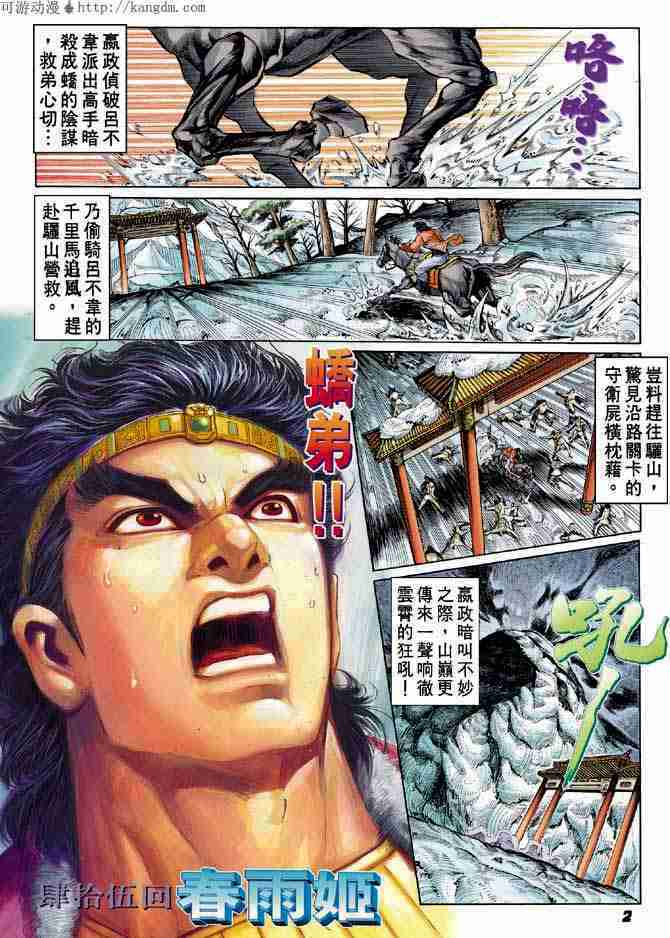 可游动漫◆http://kangdm.com
嬴政偵破呂不
韋派出高手暗
殺成蟜的陰謀
，救弟心切…
喑、喑…
乃偷騎呂不韋的
千里馬追風，趕
赴驪山營救。
蟜弟!!
豈料趕往驪山，
驚見沿路關卡的
守衛屍橫枕藉。
嬴政暗叫不妙
之際，山巔更
傳來一聲响徹
雲霄的狂吼！
吼—
肆拾伍回
春雨姬
2